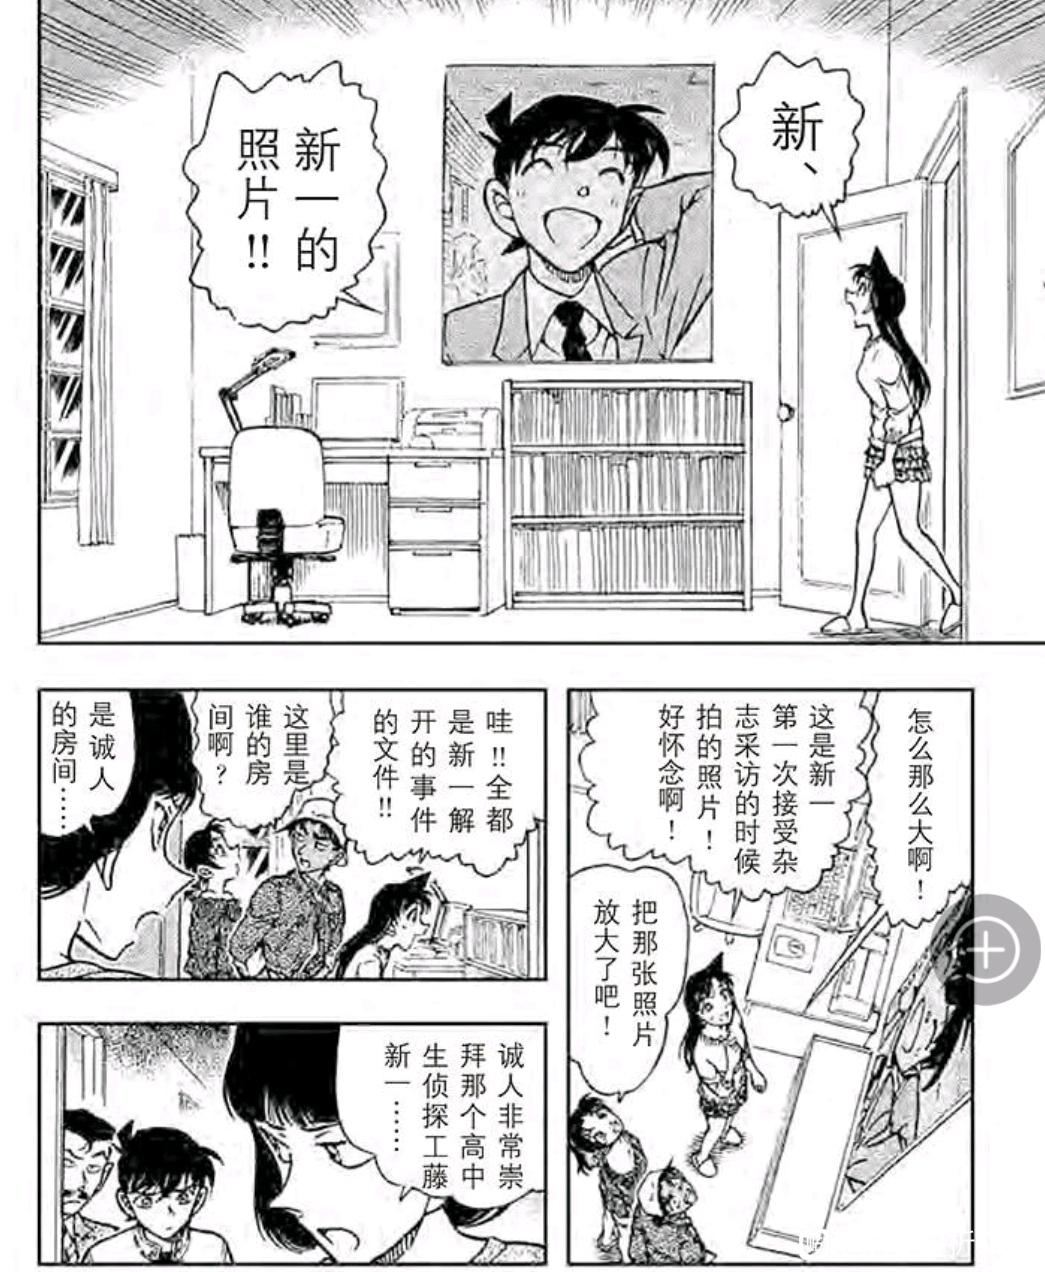 新、
新一的
照片!!
怎么那么大啊！
这是新一
第一次接受杂
志采访的时候
拍的照片！
好怀念啊！
把那张照片
放大了吧！
哇!!全都
是新一解
开的事件
的文件!!
这里是
谁的房
间啊？
是诚人
的房间……
诚人非常崇
拜那个高中
生侦探工藤
新一……